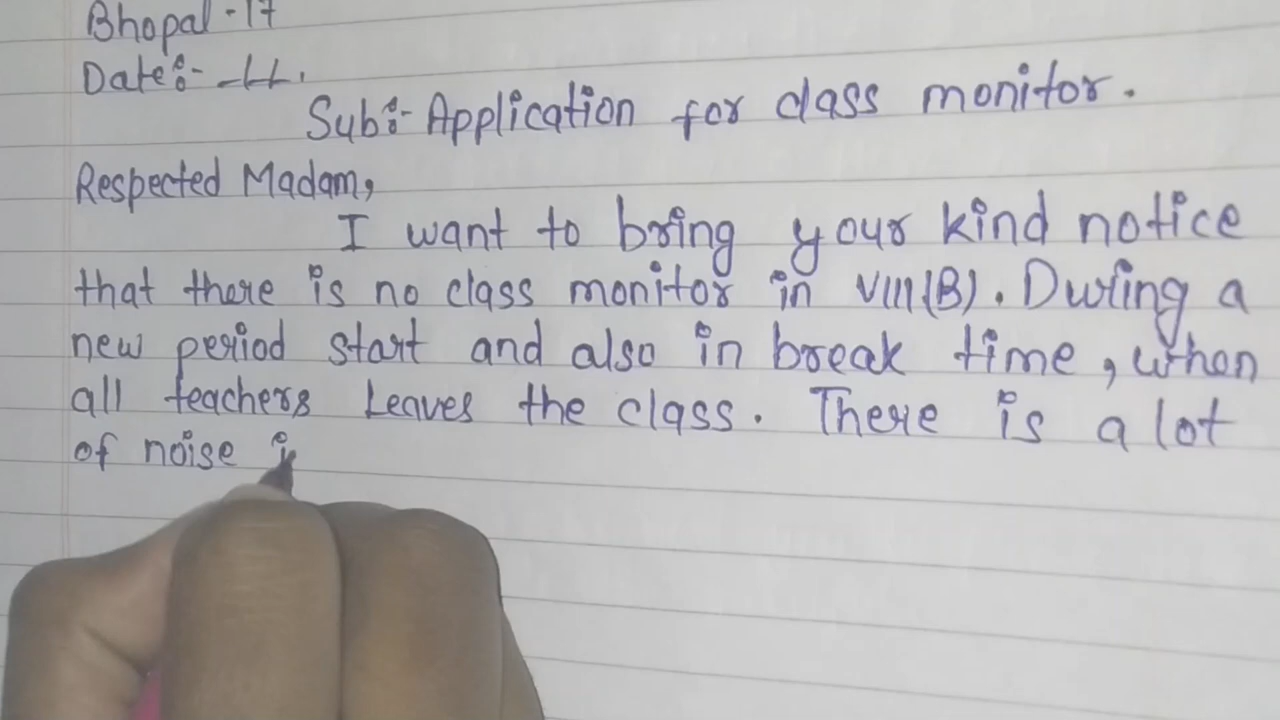 Bhopal - 17
Date:- _/_/.
Sub:- Application for class monitor.
Respected Madam,
I want to bring your kind notice
that there is no class monitor in VIII(B). During a
new period start and also in break time, when
all teachers Leaves the class. There is a lot
of noise i